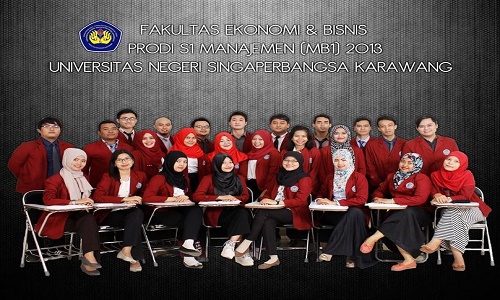 FAKULTAS EKONOMI & BISNIS
PRODI S1 MANAJEMEN (MB1) 2013
UNIVERSITAS NEGERI SINGAPERBANGSA KARAWANG